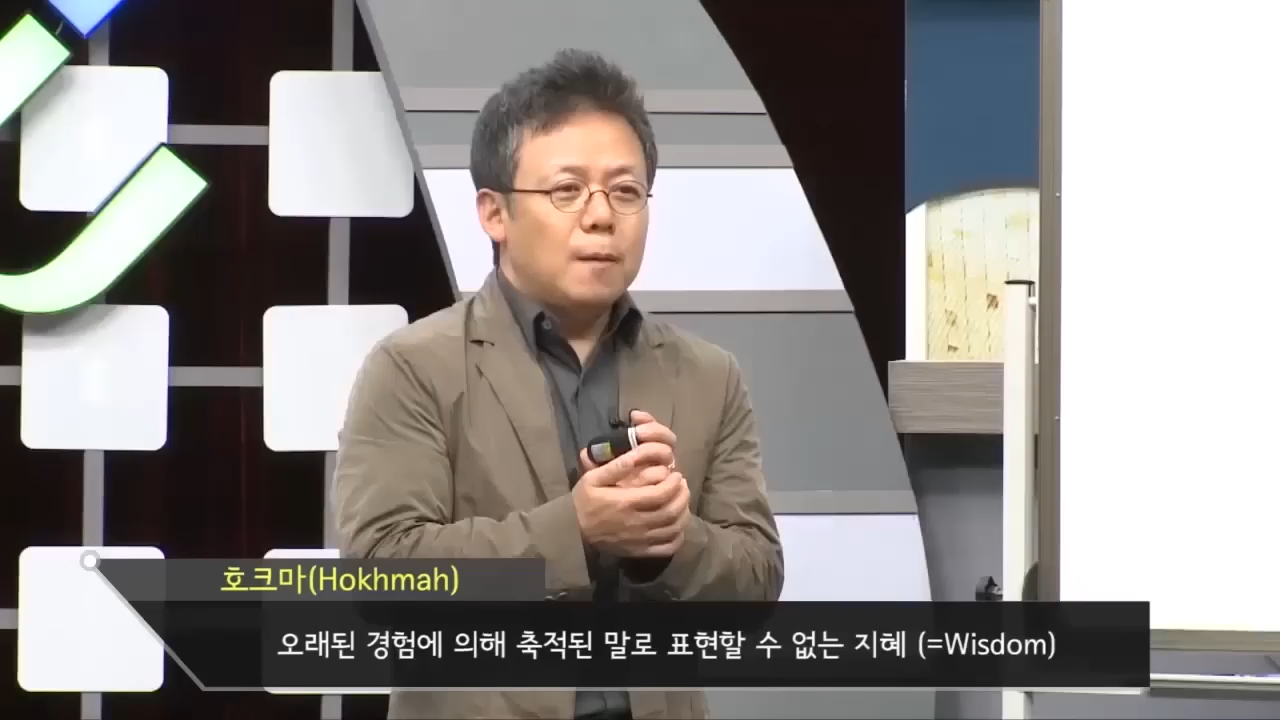 호크마(Hokhmah)
오래된 경험에 의해 축적된 말로 표현할 수 없는 지혜 (=Wisdom)